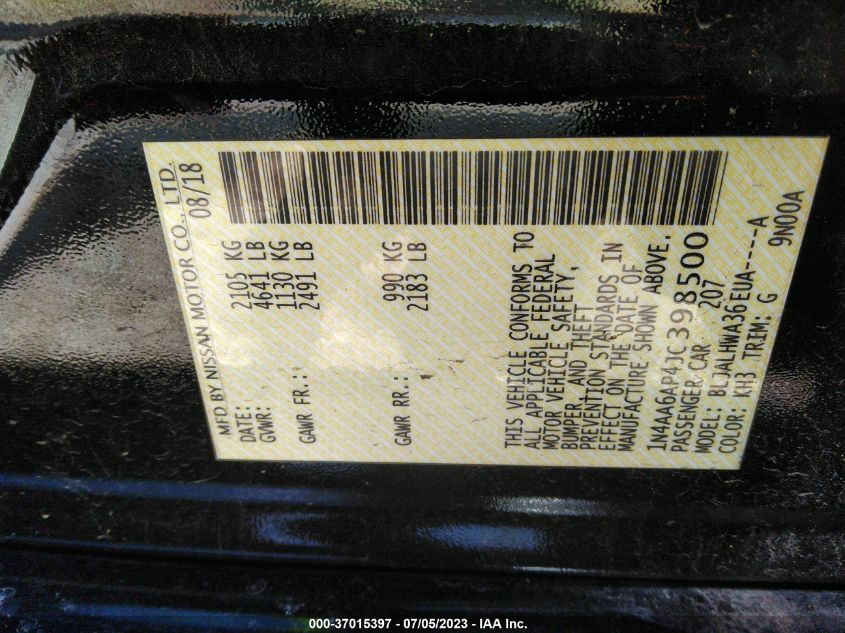 MFD BY NISSAN MOTOR CO., LTD.
DATE: 08/18
GVWR: 2105 KG
4641 LB
GAWR FR.: 1130 KG
2491 LB
GAWR RR.: 990 KG
2183 LB
THIS VEHICLE CONFORMS TO
ALL APPLICABLE FEDERAL
MOTOR VEHICLE SAFETY,
BUMPER AND THEFT
PREVENTION STANDARDS IN
EFFECT ON THE DATE OF
MANUFACTURE SHOWN ABOVE.
1N4AA6AP4JC398500
PASSENGER CAR 207
MODEL: BLJALHWA36EUA----A
COLOR: KH3 TRIM: G 9N00A
000-37015397 - 07/05/2023 - IAA Inc.